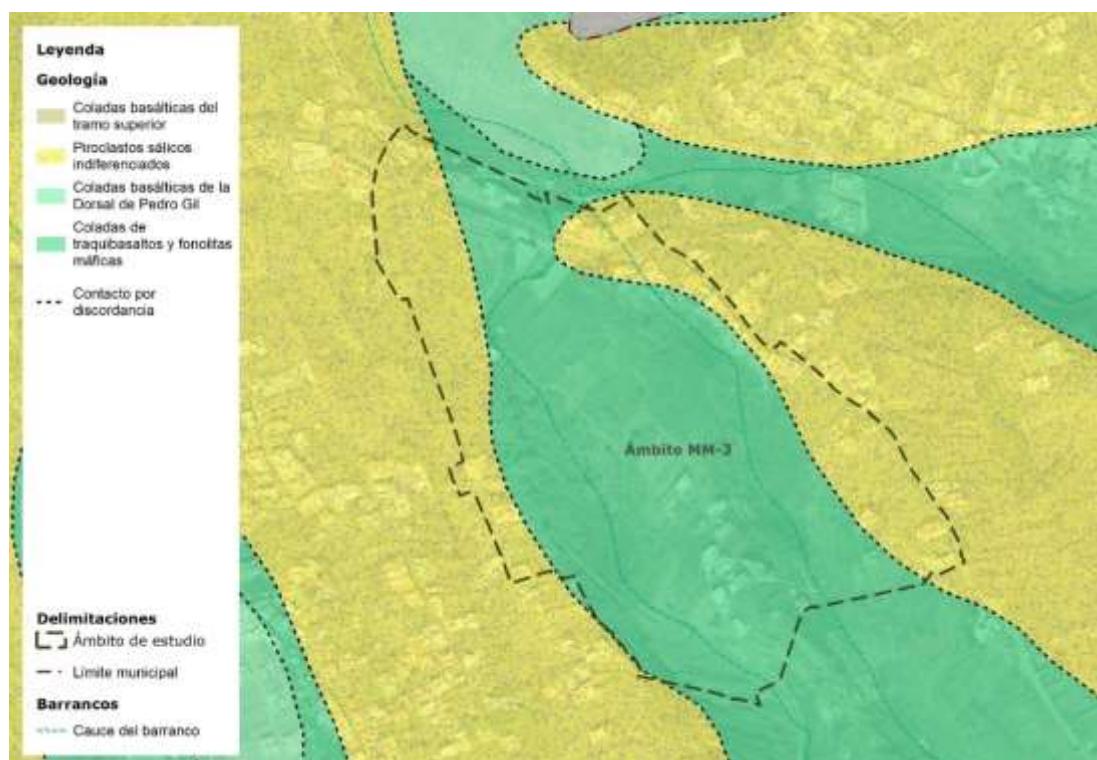 Leyenda
Geología
Coladas basálticas del
tramo superior
Piroclastos sálicos
indiferenciados
Coladas basálticas de la
Dorsal de Pedro Gil
Coladas de
traquibasaltos y fonolitas
máficas
Contacto por
discordancia
Ámbito MM-3
Delimitaciones
Ámbito de estudio
Límite municipal
Barrancos
Cauce del barranco